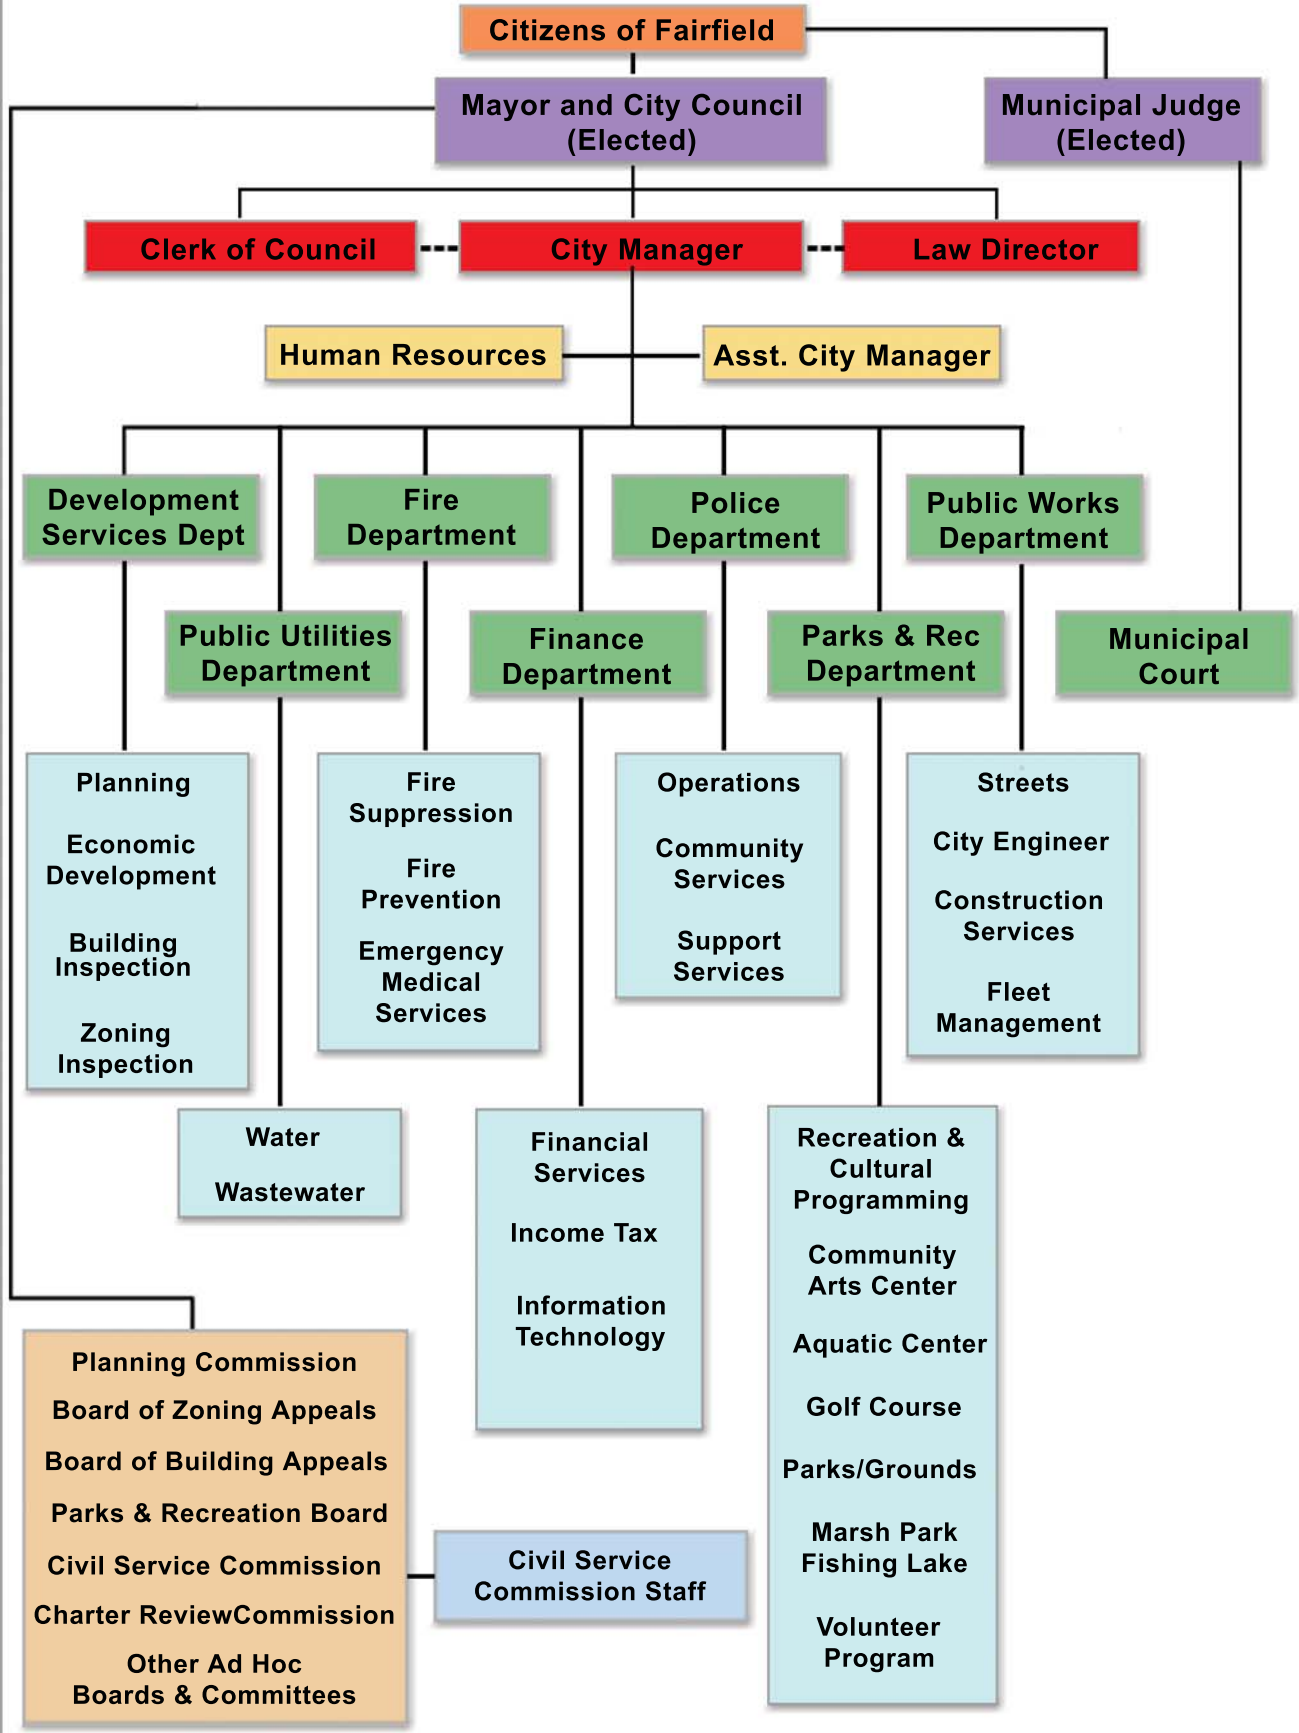 Citizens of Fairfield
Mayor and City Council
(Elected)
Municipal Judge
(Elected)
Clerk of Council
City Manager
Law Director
Human Resources
Asst. City Manager
Development
Services Dept
Fire
Department
Police
Department
Public Works
Department
Public Utilities
Department
Finance
Department
Parks & Rec
Department
Municipal
Court
Planning
Economic
Development
Building
Inspection
Zoning
Inspection
Fire
Suppression
Fire
Prevention
Emergency
Medical
Services
Operations
Community
Services
Support
Services
Streets
City Engineer
Construction
Services
Fleet
Management
Water
Wastewater
Financial
Services
Income Tax
Information
Technology
Recreation &
Cultural
Programming
Community
Arts Center
Aquatic Center
Golf Course
Parks/Grounds
Marsh Park
Fishing Lake
Volunteer
Program
Planning Commission
Board of Zoning Appeals
Board of Building Appeals
Parks & Recreation Board
Civil Service Commission
Charter ReviewCommission
Other Ad Hoc
Boards & Committees
Civil Service
Commission Staff